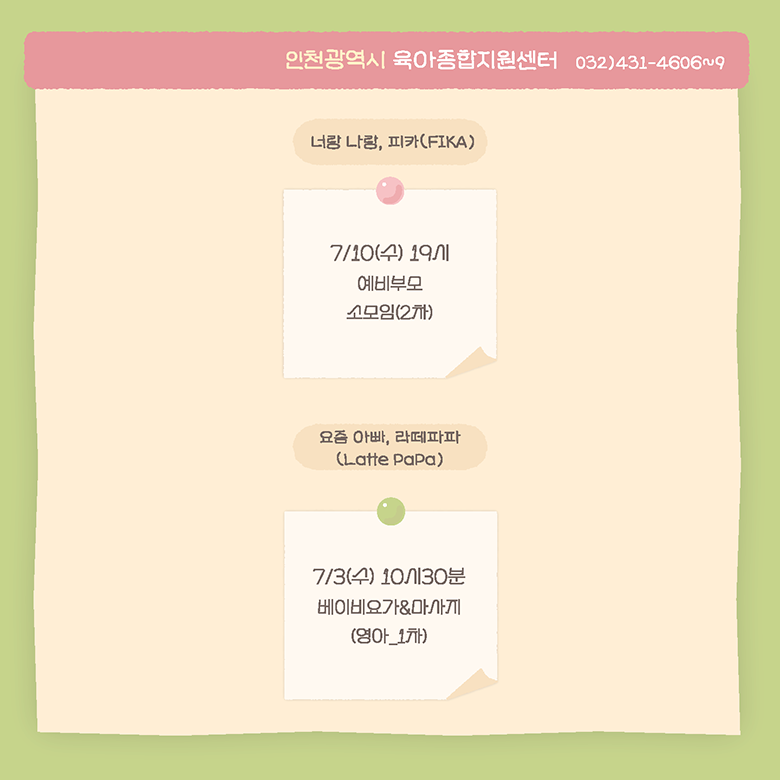 인천광역시 육아종합지원센터 032)431-4606~9
너랑 나랑, 피카(FIKA)
7/10(수) 19시
예비부모
소모임(2차)
요즘 아빠, 라떼파파
(Latte PaPa)
7/3(수) 10시30분
베이비요가&마사지
(영아_1차)